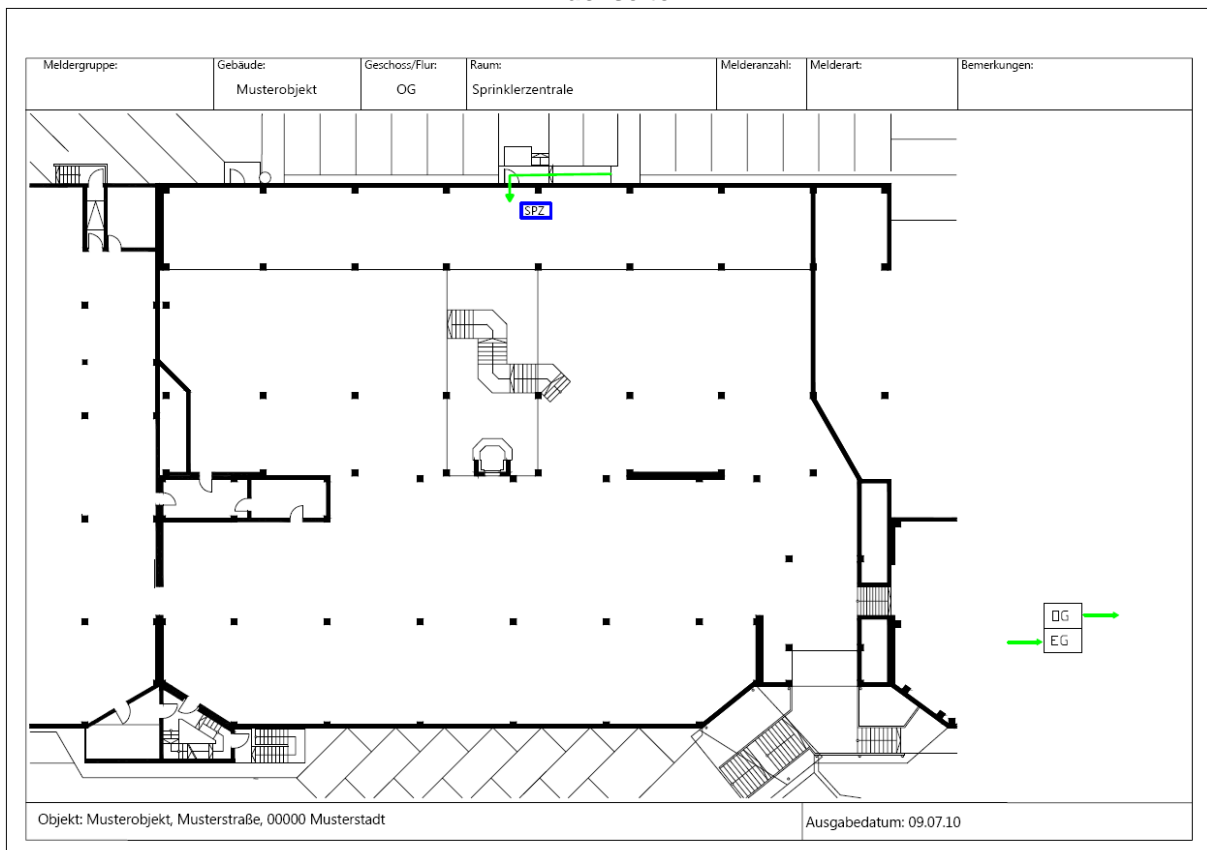 Meldergruppe: Gebäude: Geschoss/Flur: Raum: Melderanzahl: Melderart: Bemerkungen:
Musterobjekt OG Sprinklerzentrale
SPZ
OG
EG
Objekt: Musterobjekt, Musterstraße, 00000 Musterstadt Ausgabedatum: 09.07.10